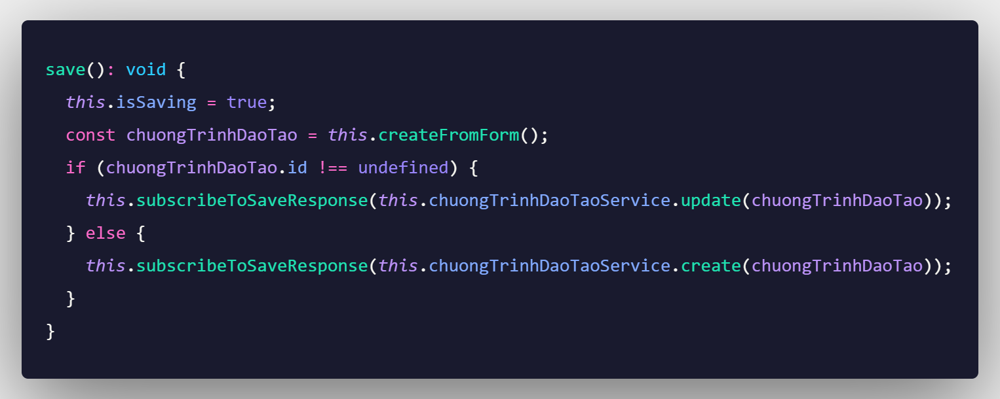 save(): void {
  this.isSaving = true;
  const chuongTrinhDaoTao = this.createFromForm();
  if (chuongTrinhDaoTao.id !== undefined) {
    this.subscribeToSaveResponse(this.chuongTrinhDaoTaoService.update(chuongTrinhDaoTao));
  } else {
    this.subscribeToSaveResponse(this.chuongTrinhDaoTaoService.create(chuongTrinhDaoTao));
  }
}